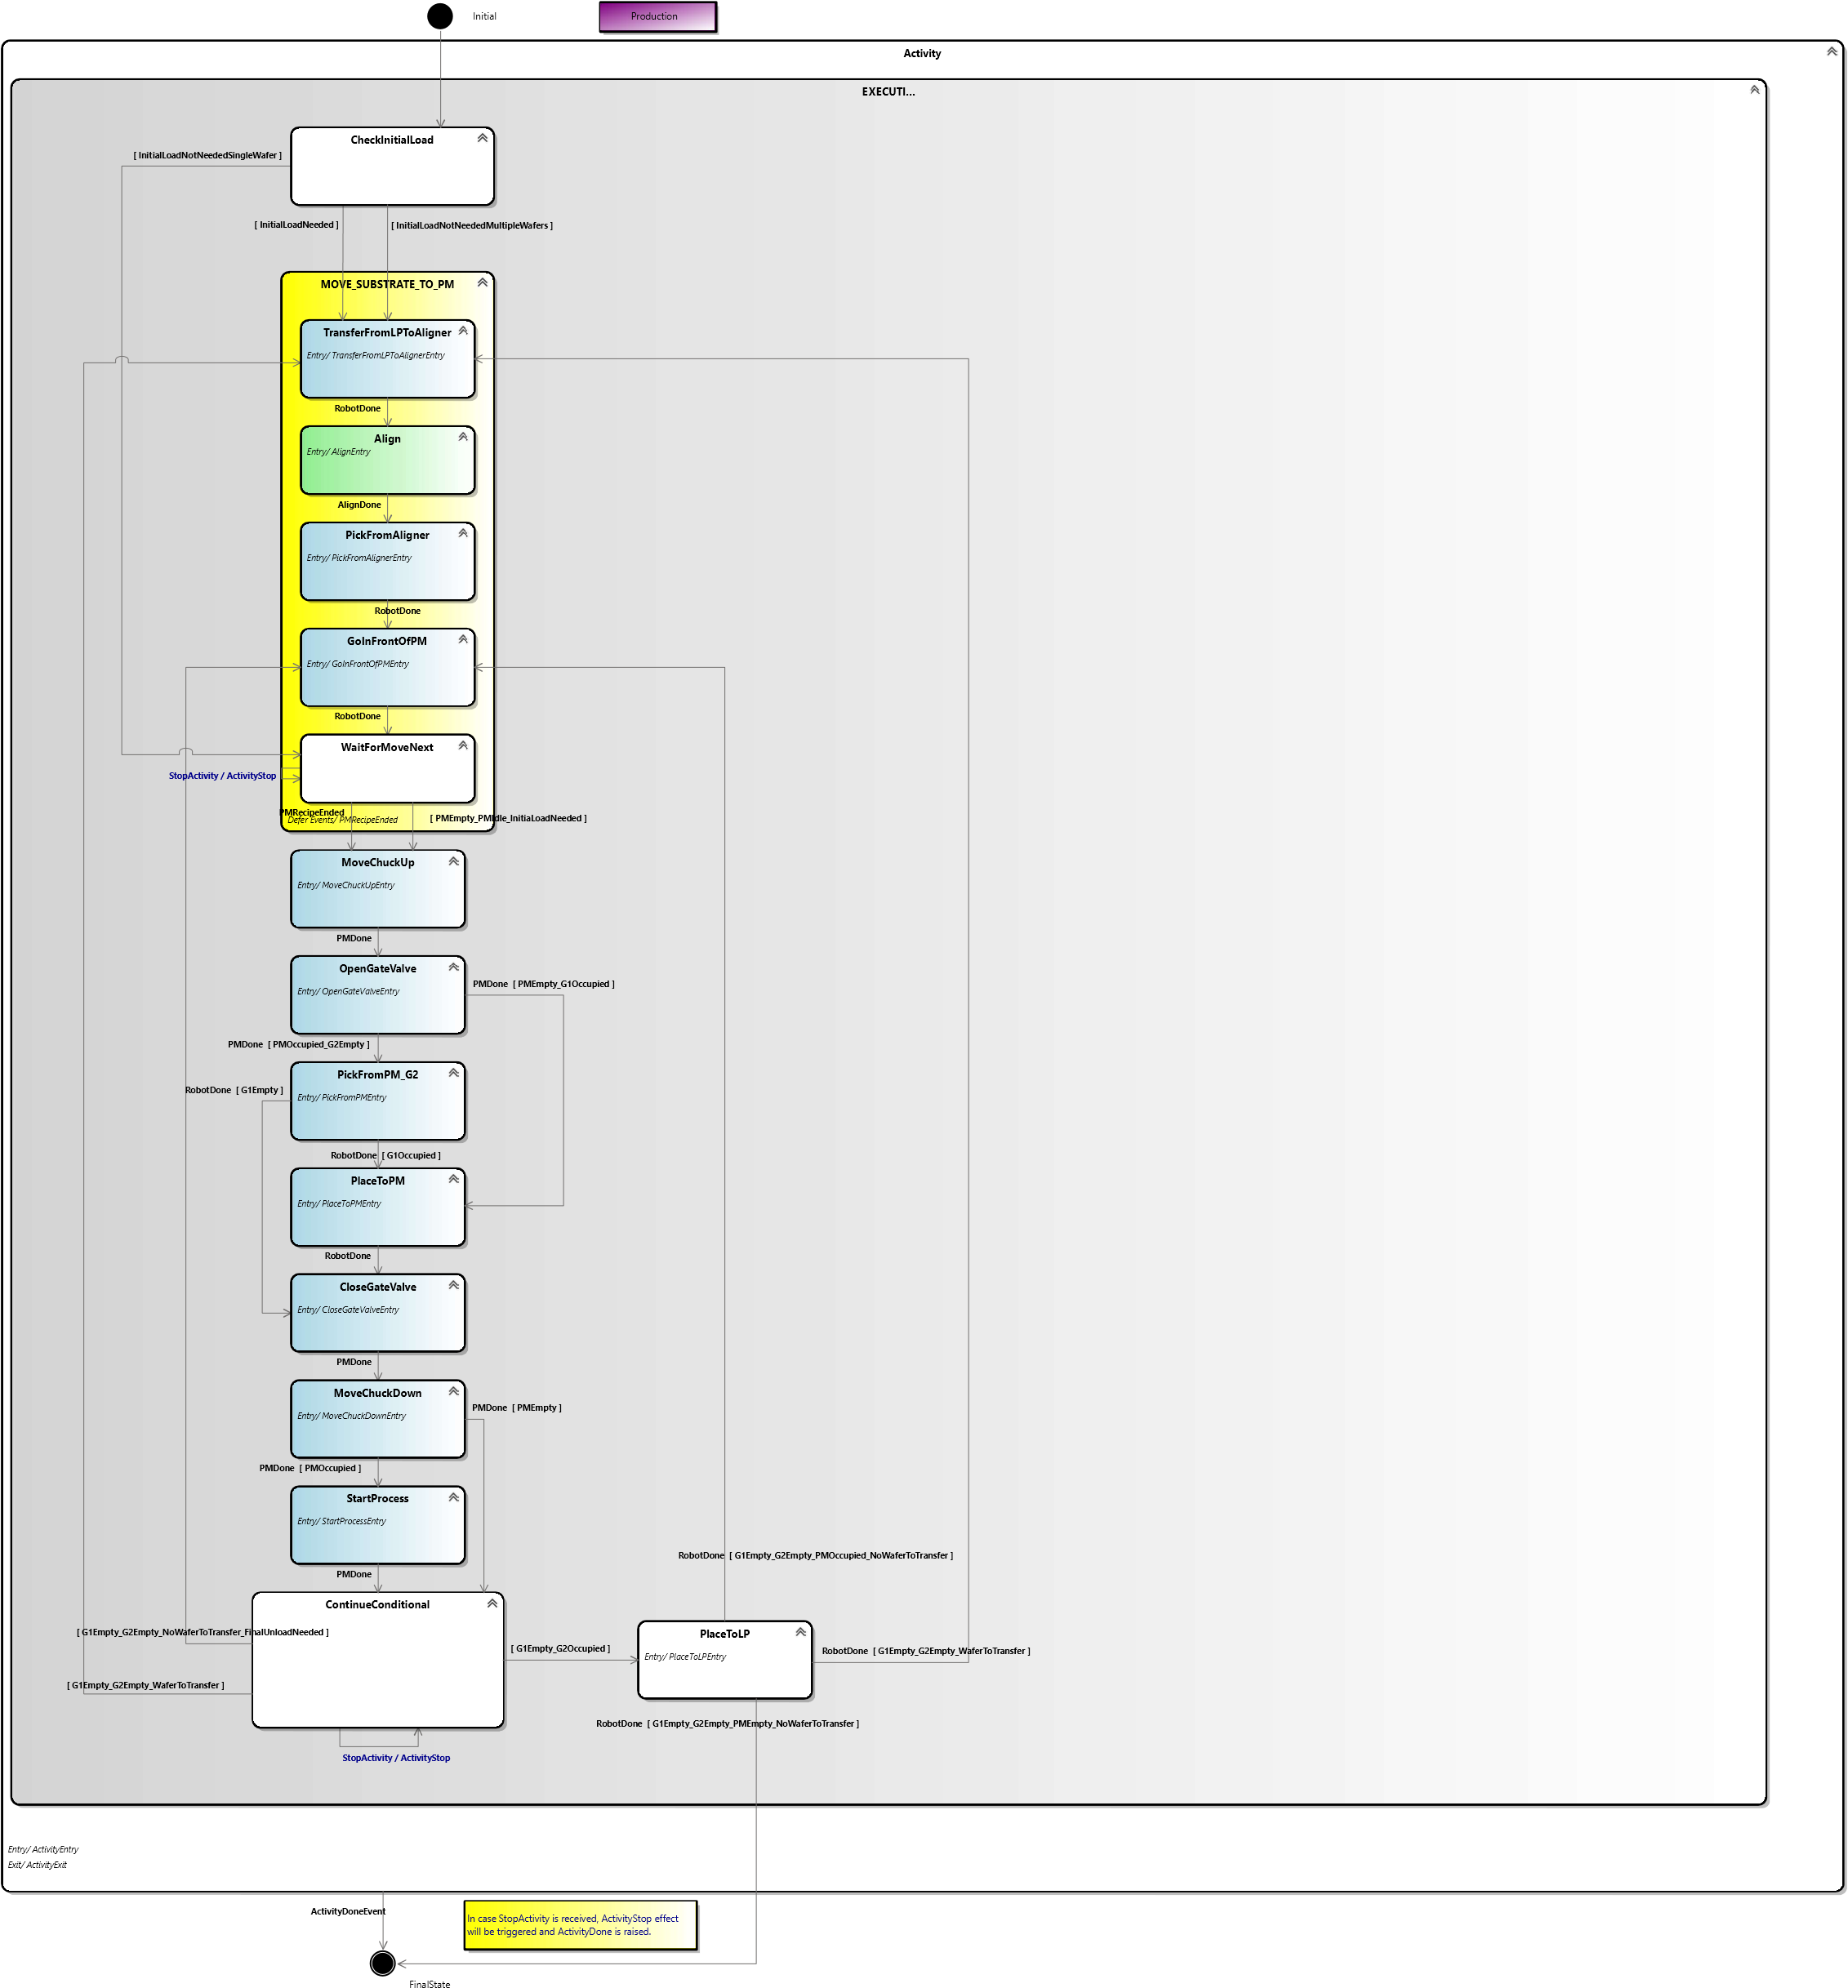 Initial
Production
Activity
EXECUTI...
CheckInitialLoad
[ InitialLoadNotNeededSingleWafer ]
[ InitialLoadNeeded ]
[ InitialLoadNotNeededMultipleWafers ]
MOVE_SUBSTRATE_TO_PM
TransferFromLPToAligner
Entry/ TransferFromLPToAlignerEntry
RobotDone
Align
Entry/ AlignEntry
AlignDone
PickFromAligner
Entry/ PickFromAlignerEntry
RobotDone
GoInFrontOfPM
Entry/ GoInFrontOfPMEntry
RobotDone
WaitForMoveNext
StopActivity / ActivityStop
PMRecipeEnded
Defer Events/ PMRecipeEnded
[ PMEmpty_PMIdle_InitiaLoadNeeded ]
MoveChuckUp
Entry/ MoveChuckUpEntry
PMDone
OpenGateValve
Entry/ OpenGateValveEntry
PMDone [ PMEmpty_G1Occupied ]
PMDone [ PMOccupied_G2Empty ]
PickFromPM_G2
Entry/ PickFromPMEntry
RobotDone [ G1Empty ]
RobotDone [ G1Occupied ]
PlaceToPM
Entry/ PlaceToPMEntry
RobotDone
CloseGateValve
Entry/ CloseGateValveEntry
PMDone
MoveChuckDown
Entry/ MoveChuckDownEntry
PMDone [ PMEmpty ]
PMDone [ PMOccupied ]
StartProcess
Entry/ StartProcessEntry
PMDone
RobotDone [ G1Empty_G2Empty_PMOccupied_NoWaferToTransfer ]
ContinueConditional
[ G1Empty_G2Empty_NoWaferToTransfer_FinalUnloadNeeded ]
[ G1Empty_G2Empty_WaferToTransfer ]
[ G1Empty_G2Occupied ]
PlaceToLP
Entry/ PlaceToLPEntry
RobotDone [ G1Empty_G2Empty_WaferToTransfer ]
RobotDone [ G1Empty_G2Empty_PMEmpty_NoWaferToTransfer ]
StopActivity / ActivityStop
Entry/ ActivityEntry
Exit/ ActivityExit
ActivityDoneEvent
In case StopActivity is received, ActivityStop effect
will be triggered and ActivityDone is raised.
FinalState